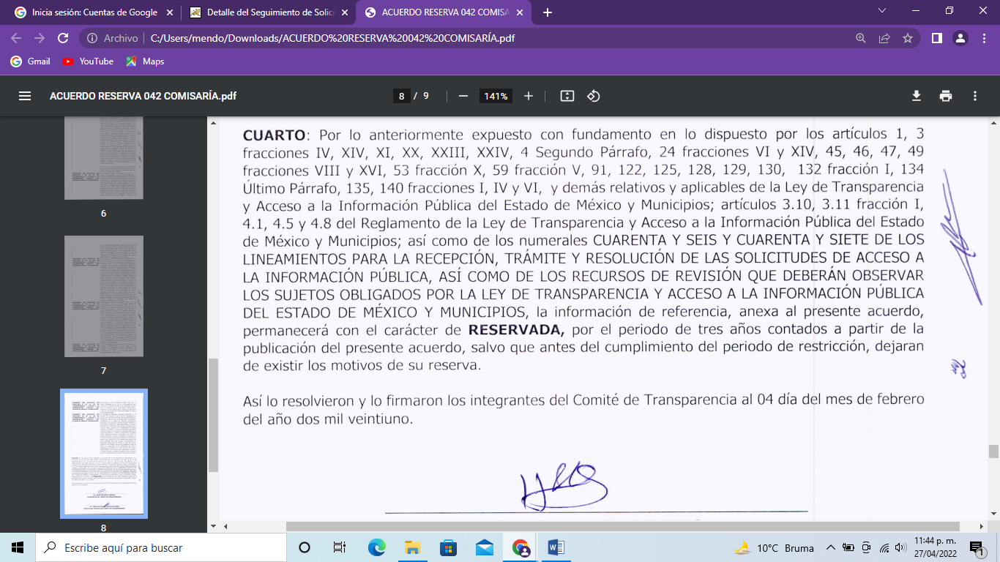 Inicia sesión: Cuentas de Google
Detalle del Seguimiento de Solici
ACUERDO RESERVA 042 COMISA
Archivo
C:/Users/mendo/Downloads/ACUERDO%20RESERVA%20042%20COMISARÍA.pdf
Gmail
YouTube
Maps
ACUERDO RESERVA 042 COMISARÍA.pdf
8 / 9
141%
6
7
8
CUARTO: Por lo anteriormente expuesto con fundamento en lo dispuesto por los artículos 1, 3
fracciones IV, XIV, XI, XX, XXIII, XXIV, 4 Segundo Párrafo, 24 fracciones VI y XIV, 45, 46, 47, 49
fracciones VIII y XVI, 53 fracción X, 59 fracción V, 91, 122, 125, 128, 129, 130, 132 fracción I, 134
Último Párrafo, 135, 140 fracciones I, IV y VI, y demás relativos y aplicables de la Ley de Transparencia
y Acceso a la Información Pública del Estado de México y Municipios; artículos 3.10, 3.11 fracción I,
4.1, 4.5 y 4.8 del Reglamento de la Ley de Transparencia y Acceso a la Información Pública del Estado
de México y Municipios; así como de los numerales CUARENTA Y SEIS Y CUARENTA Y SIETE DE LOS
LINEAMIENTOS PARA LA RECEPCIÓN, TRÁMITE Y RESOLUCIÓN DE LAS SOLICITUDES DE ACCESO A
LA INFORMACIÓN PÚBLICA, ASÍ COMO DE LOS RECURSOS DE REVISIÓN QUE DEBERÁN OBSERVAR
LOS SUJETOS OBLIGADOS POR LA LEY DE TRANSPARENCIA Y ACCESO A LA INFORMACIÓN PÚBLICA
DEL ESTADO DE MÉXICO Y MUNICIPIOS, la información de referencia, anexa al presente acuerdo,
permanecerá con el carácter de RESERVADA, por el periodo de tres años contados a partir de la
publicación del presente acuerdo, salvo que antes del cumplimiento del periodo de restricción, dejaran
de existir los motivos de su reserva.
Así lo resolvieron y lo firmaron los integrantes del Comité de Transparencia al 04 día del mes de febrero
del año dos mil veintiuno.
Escribe aquí para buscar
10°C Bruma
11:44 p. m.
27/04/2022
1